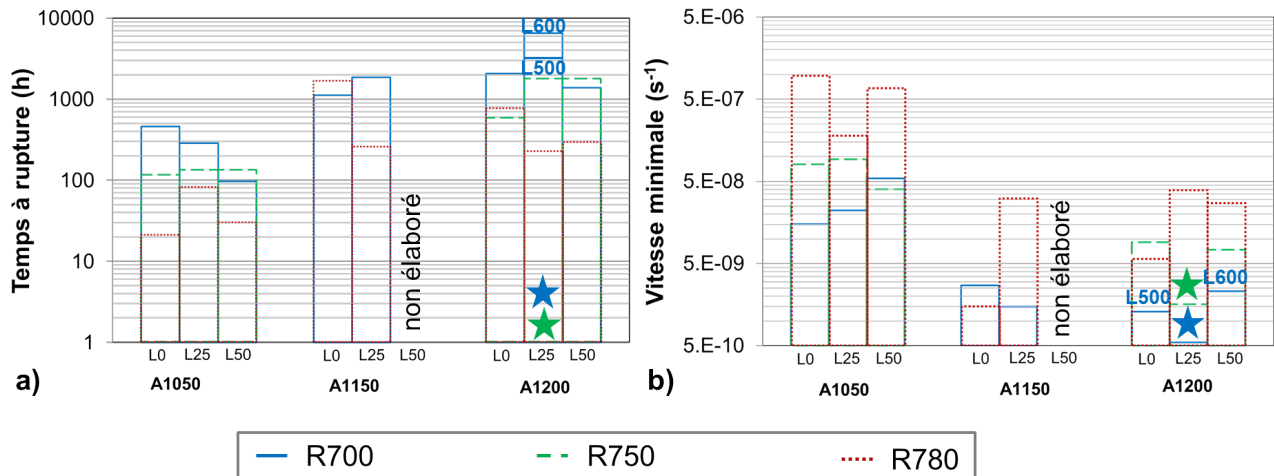 Temps à rupture (h)
10000
1000
100
10
1
L600
L500
non élaboré
L0 L25 L50
L0 L25 L50
L0 L25 L50
A1050 A1150 A1200
a)
Vitesse minimale (s-1)
5.E-06
5.E-07
5.E-08
5.E-09
5.E-10
L500
L600
non élaboré
L0 L25 L50
L0 L25 L50
L0 L25 L50
A1050 A1150 A1200
b)
R700 R750 R780